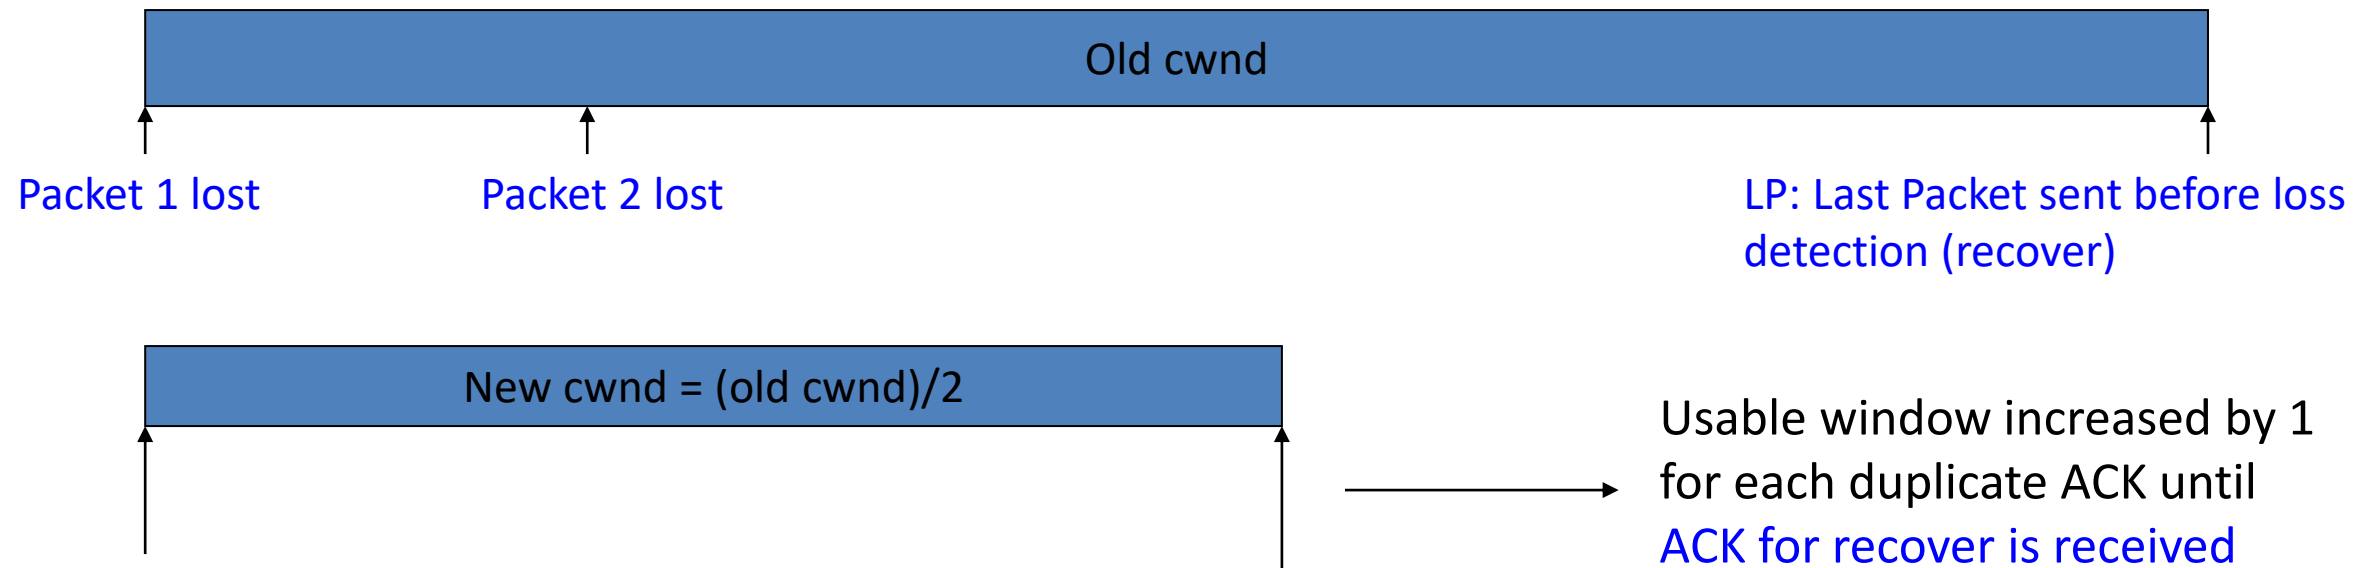 Old cwnd
Packet 1 lost
Packet 2 lost
LP: Last Packet sent before loss
detection (recover)
New cwnd = (old cwnd)/2
Usable window increased by 1
for each duplicate ACK until
ACK for recover is received